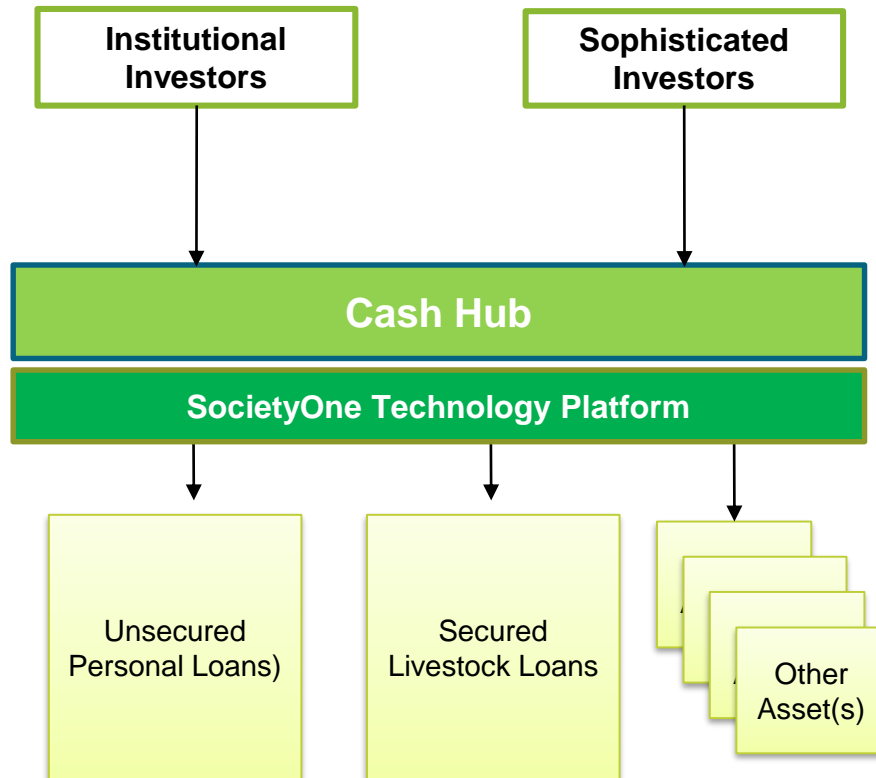 Institutional
Investors
Sophisticated
Investors
Cash Hub
SocietyOne Technology Platform
Unsecured
Personal Loans)
Secured
Livestock Loans
Other
Asset(s)